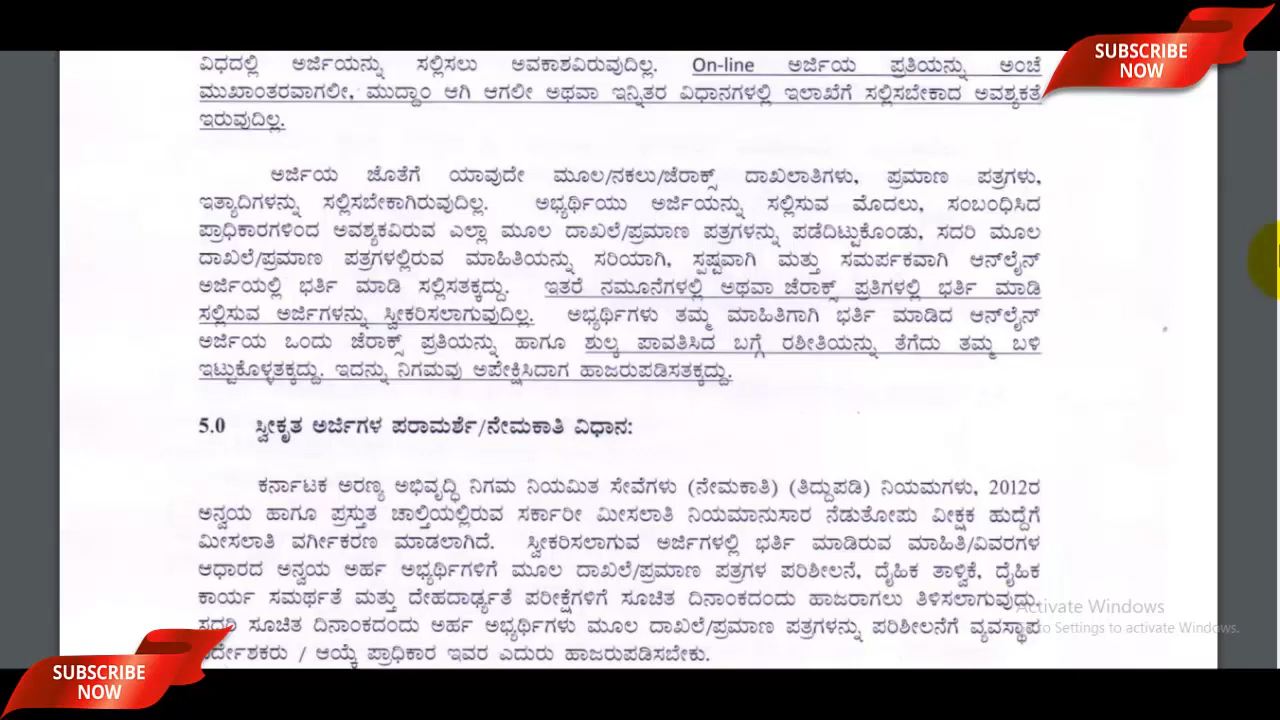 SUBSCRIBE
NOW
ವಿಧದಲ್ಲಿ ಅರ್ಜಿಯನ್ನು ಸಲ್ಲಿಸಲು ಅವಕಾಶವಿರುವುದಿಲ್ಲ. On-line ಅರ್ಜಿಯ ಪ್ರತಿಯನ್ನು ಅಂಚೆ
ಮುಖಾಂತರವಾಗಲೀ, ಮುದ್ದಾಂ ಆಗಿ ಆಗಲೀ ಅಥವಾ ಇನ್ನಿತರ ವಿಧಾನಗಳಲ್ಲಿ ಇಲಾಖೆಗೆ ಸಲ್ಲಿಸಬೇಕಾದ ಅವಶ್ಯಕತೆ
ಇರುವುದಿಲ್ಲ.
ಅರ್ಜಿಯ ಜೊತೆಗೆ ಯಾವುದೇ ಮೂಲ/ನಕಲು/ಜೆರಾಕ್ಸ್ ದಾಖಲಾತಿಗಳು, ಪ್ರಮಾಣ ಪತ್ರಗಳು,
ಇತ್ಯಾದಿಗಳನ್ನು ಸಲ್ಲಿಸಬೇಕಾಗಿರುವುದಿಲ್ಲ. ಅಭ್ಯರ್ಥಿಯು ಅರ್ಜಿಯನ್ನು ಸಲ್ಲಿಸುವ ಮೊದಲು, ಸಂಬಂಧಿಸಿದ
ಪ್ರಾಧಿಕಾರಗಳಿಂದ ಅವಶ್ಯಕವಿರುವ ಎಲ್ಲಾ ಮೂಲ ದಾಖಲೆ/ಪ್ರಮಾಣ ಪತ್ರಗಳನ್ನು ಪಡೆದಿಟ್ಟುಕೊಂಡು, ಸದರಿ ಮೂಲ
ದಾಖಲೆ/ಪ್ರಮಾಣ ಪತ್ರಗಳಲ್ಲಿರುವ ಮಾಹಿತಿಯನ್ನು ಸರಿಯಾಗಿ, ಸ್ಪಷ್ಟವಾಗಿ ಮತ್ತು ಸಮರ್ಪಕವಾಗಿ ಆನ್‌ಲೈನ್
ಅರ್ಜಿಯಲ್ಲಿ ಭರ್ತಿ ಮಾಡಿ ಸಲ್ಲಿಸತಕ್ಕದ್ದು. ಇತರೆ ನಮೂನೆಗಳಲ್ಲಿ ಅಥವಾ ಜೆರಾಕ್ಸ್ ಪ್ರತಿಗಳಲ್ಲಿ ಭರ್ತಿ ಮಾಡಿ
ಸಲ್ಲಿಸುವ ಅರ್ಜಿಗಳನ್ನು ಸ್ವೀಕರಿಸಲಾಗುವುದಿಲ್ಲ. ಅಭ್ಯರ್ಥಿಗಳು ತಮ್ಮ ಮಾಹಿತಿಗಾಗಿ ಭರ್ತಿ ಮಾಡಿದ ಆನ್‌ಲೈನ್
ಅರ್ಜಿಯ ಒಂದು ಜೆರಾಕ್ಸ್ ಪ್ರತಿಯನ್ನು ಹಾಗೂ ಶುಲ್ಕ ಪಾವತಿಸಿದ ಬಗ್ಗೆ ರಶೀತಿಯನ್ನು ತೆಗೆದು ತಮ್ಮ ಬಳಿ
ಇಟ್ಟುಕೊಳ್ಳತಕ್ಕದ್ದು. ಇದನ್ನು ನಿಗಮವು ಅಪೇಕ್ಷಿಸಿದಾಗ ಹಾಜರುಪಡಿಸತಕ್ಕದ್ದು.
5.0 ಸ್ವೀಕೃತ ಅರ್ಜಿಗಳ ಪರಾಮರ್ಶೆ/ನೇಮಕಾತಿ ವಿಧಾನ:
ಕರ್ನಾಟಕ ಅರಣ್ಯ ಅಭಿವೃದ್ಧಿ ನಿಗಮ ನಿಯಮಿತ ಸೇವೆಗಳು (ನೇಮಕಾತಿ) (ತಿದ್ದುಪಡಿ) ನಿಯಮಗಳು, 2012ರ
ಅನ್ವಯ ಹಾಗೂ ಪ್ರಸ್ತುತ ಚಾಲ್ತಿಯಲ್ಲಿರುವ ಸರ್ಕಾರೀ ಮೀಸಲಾತಿ ನಿಯಮಾನುಸಾರ ನೆಡುತೋಪು ವೀಕ್ಷಕ ಹುದ್ದೆಗೆ
ಮೀಸಲಾತಿ ವರ್ಗೀಕರಣ ಮಾಡಲಾಗಿದೆ. ಸ್ವೀಕರಿಸಲಾಗುವ ಅರ್ಜಿಗಳಲ್ಲಿ ಭರ್ತಿ ಮಾಡಿರುವ ಮಾಹಿತಿ/ವಿವರಗಳ
ಆಧಾರದ ಅನ್ವಯ ಅರ್ಹ ಅಭ್ಯರ್ಥಿಗಳಿಗೆ ಮೂಲ ದಾಖಲೆ/ಪ್ರಮಾಣ ಪತ್ರಗಳ ಪರಿಶೀಲನೆ, ದೈಹಿಕ ತಾಳ್ವಿಕೆ, ದೈಹಿಕ
ಕಾರ್ಯ ಸಮರ್ಥತೆ ಮತ್ತು ದೇಹದಾರ್ಢ್ಯತೆ ಪರೀಕ್ಷೆಗಳಿಗೆ ಸೂಚಿತ ದಿನಾಂಕದಂದು ಹಾಜರಾಗಲು ತಿಳಿಸಲಾಗುವುದು.
Activate Windows
ಸದರಿ ಸೂಚಿತ ದಿನಾಂಕದಂದು ಅರ್ಹ ಅಭ್ಯರ್ಥಿಗಳು ಮೂಲ ದಾಖಲೆ/ಪ್ರಮಾಣ ಪತ್ರಗಳನ್ನು ಪರಿಶೀಲನೆಗೆ ವ್ಯವಸ್ಥಾಪ
to Settings to activate Windows.
ರ್ದೇಶಕರು / ಆಯ್ಕೆ ಪ್ರಾಧಿಕಾರ ಇವರ ಎದುರು ಹಾಜರುಪಡಿಸಬೇಕು.
SUBSCRIBE
NOW